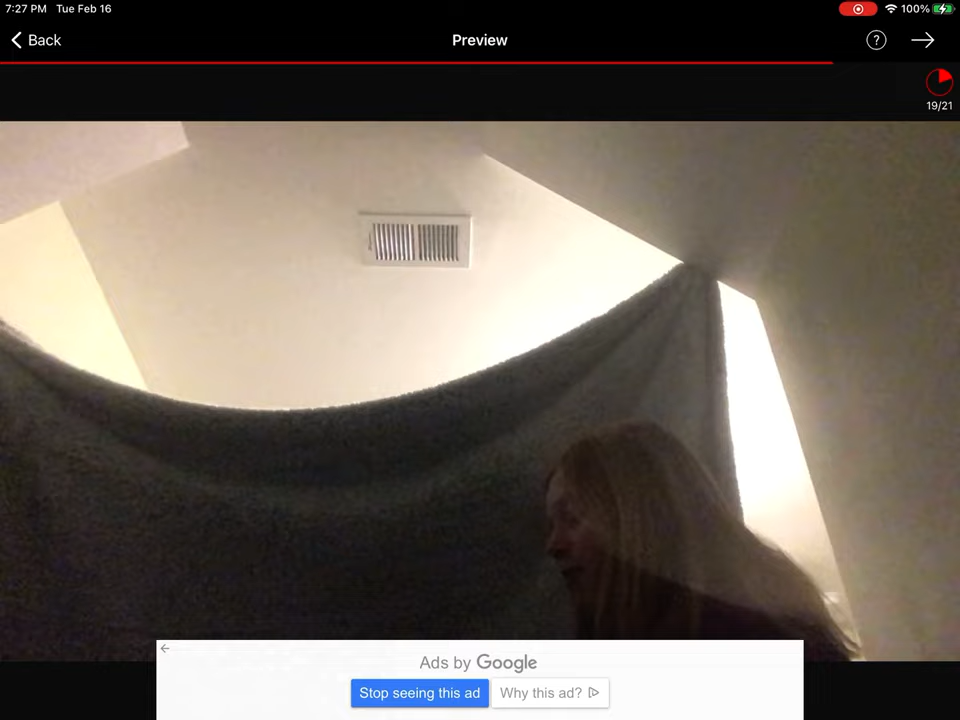 7:27 PM Tue Feb 16
100%
Back
Preview
?
19/21
Ads by Google
Stop seeing this ad
Why this ad?